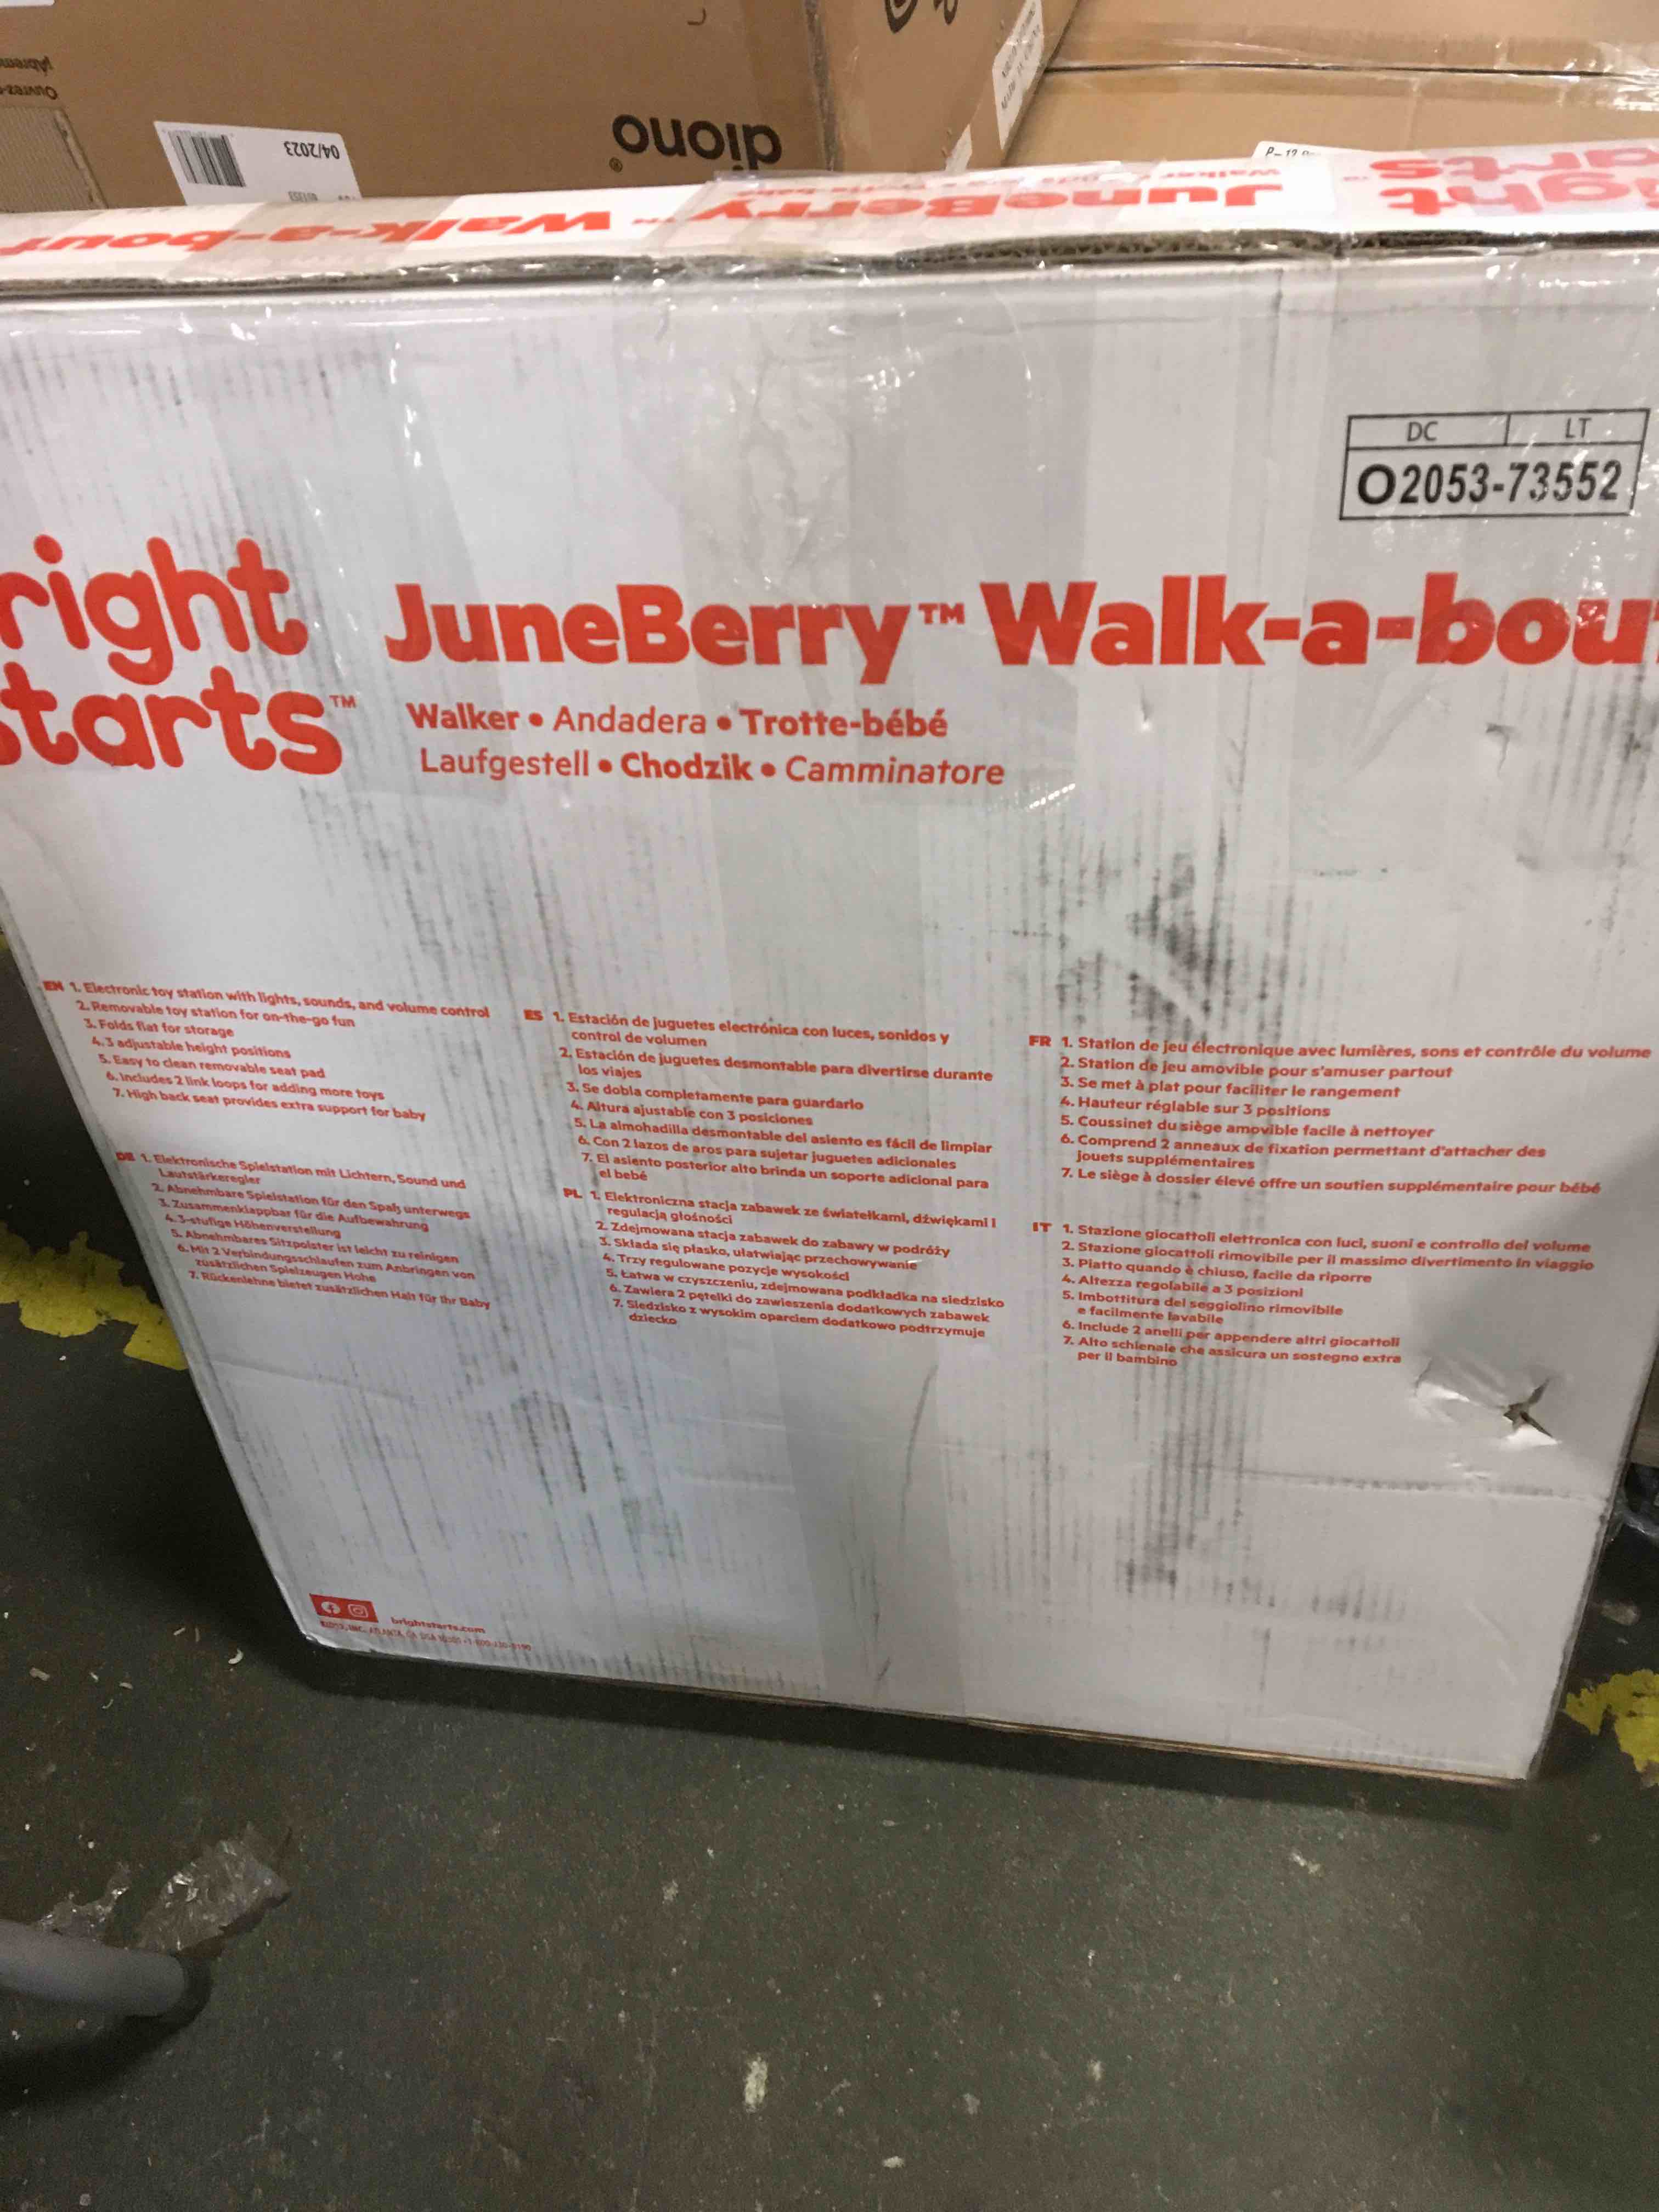 diono
04/2023
JuneBerry™ Walk-a-bout
DC LT
O2053-73552
right
starts™
JuneBerry™ Walk-a-bou
Walker • Andadera • Trotte-bébé
Laufgestell • Chodzik • Camminatore
EN 1. Electronic toy station with lights, sounds, and volume control
2. Removable toy station for on-the-go fun
3. Folds flat for storage
4. 3 adjustable height positions
5. Easy to clean removable seat pad
6. Includes 2 link loops for adding more toys
7. High back seat provides extra support for baby
DE 1. Elektronische Spielstation mit Lichtern, Sound und
Lautstärkeregler
2. Abnehmbare Spielstation für den Spaß unterwegs
3. Zusammenklappbar für die Aufbewahrung
4. 3-stufige Höhenverstellung
5. Abnehmbares Sitzpolster ist leicht zu reinigen
6. Mit 2 Verbindungsschlaufen zum Anbringen von
zusätzlichen Spielzeugen Hohe
7. Rückenlehne bietet zusätzlichen Halt für Ihr Baby
ES 1. Estación de juguetes electrónica con luces, sonidos y
control de volumen
2. Estación de juguetes desmontable para divertirse durante
los viajes
3. Se dobla completamente para guardarlo
4. Altura ajustable con 3 posiciones
5. La almohadilla desmontable del asiento es fácil de limpiar
6. Con 2 lazos de aros para sujetar juguetes adicionales
7. El asiento posterior alto brinda un soporte adicional para
el bebé
PL 1. Elektroniczna stacja zabawek ze światełkami, dźwiękami i
regulacją głośności
2. Zdejmowana stacja zabawek do zabawy w podróży
3. Składa się płasko, ułatwiając przechowywanie
4. Trzy regulowane pozycje wysokości
5. Łatwa w czyszczeniu, zdejmowana podkładka na siedzisko
6. Zawiera 2 pętelki do zawieszenia dodatkowych zabawek
7. Siedzisko z wysokim oparciem dodatkowo podtrzymuje
dziecko
FR 1. Station de jeu électronique avec lumières, sons et contrôle du volume
2. Station de jeu amovible pour s'amuser partout
3. Se met à plat pour faciliter le rangement
4. Hauteur réglable sur 3 positions
5. Coussinet du siège amovible facile à nettoyer
6. Comprend 2 anneaux de fixation permettant d'attacher des
jouets supplémentaires
7. Le siège à dossier élevé offre un soutien supplémentaire pour bébé
IT 1. Stazione giocattoli elettronica con luci, suoni e controllo del volume
2. Stazione giocattoli rimovibile per il massimo divertimento in viaggio
3. Piatto quando è chiuso, facile da riporre
4. Altezza regolabile a 3 posizioni
5. Imbottitura del seggiolino rimovibile
e facilmente lavabile
6. Include 2 anelli per appendere altri giocattoli
7. Alto schienale che assicura un sostegno extra
per il bambino
brightstarts.com